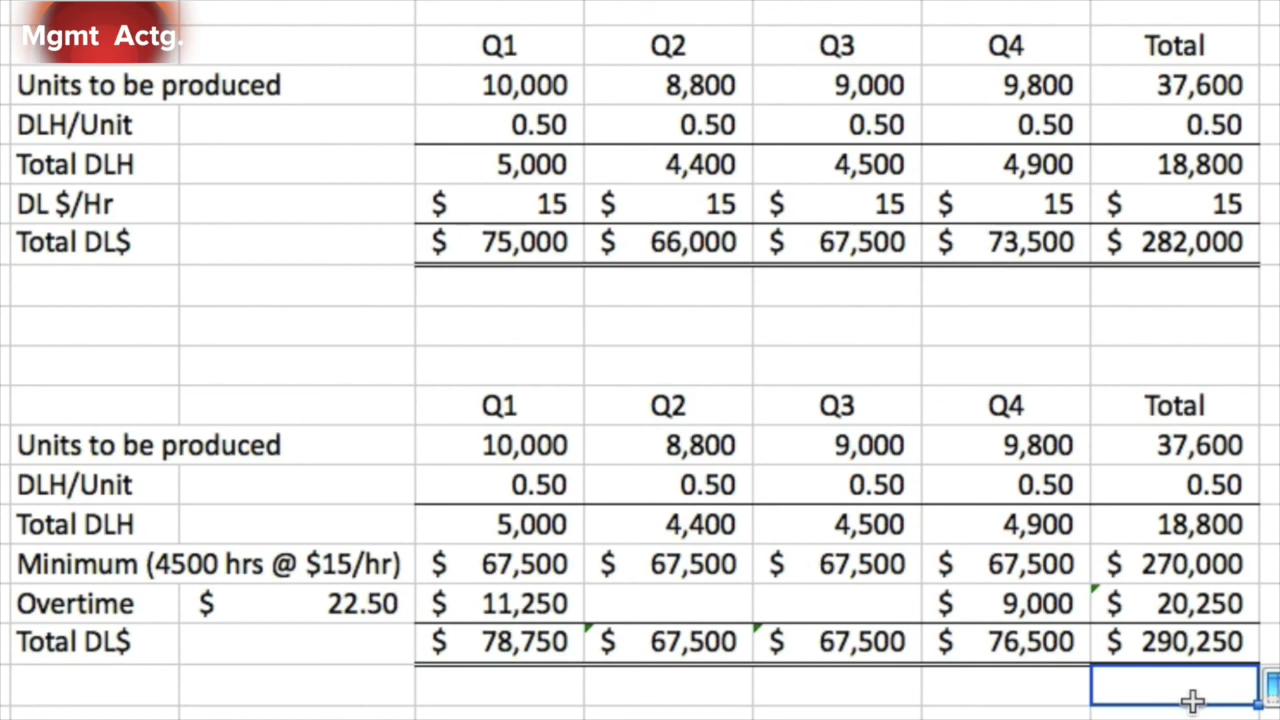 Mgmt Actg.
Q1 Q2 Q3 Q4 Total
Units to be produced 10,000 8,800 9,000 9,800 37,600
DLH/Unit 0.50 0.50 0.50 0.50 0.50
Total DLH 5,000 4,400 4,500 4,900 18,800
DL $/Hr $ 15 $ 15 $ 15 $ 15 $ 15
Total DL$ $ 75,000 $ 66,000 $ 67,500 $ 73,500 $ 282,000
Q1 Q2 Q3 Q4 Total
Units to be produced 10,000 8,800 9,000 9,800 37,600
DLH/Unit 0.50 0.50 0.50 0.50 0.50
Total DLH 5,000 4,400 4,500 4,900 18,800
Minimum (4500 hrs @ $15/hr) $ 67,500 $ 67,500 $ 67,500 $ 67,500 $ 270,000
Overtime $ 22.50 $ 11,250 $ 9,000 $ 20,250
Total DL$ $ 78,750 $ 67,500 $ 67,500 $ 76,500 $ 290,250